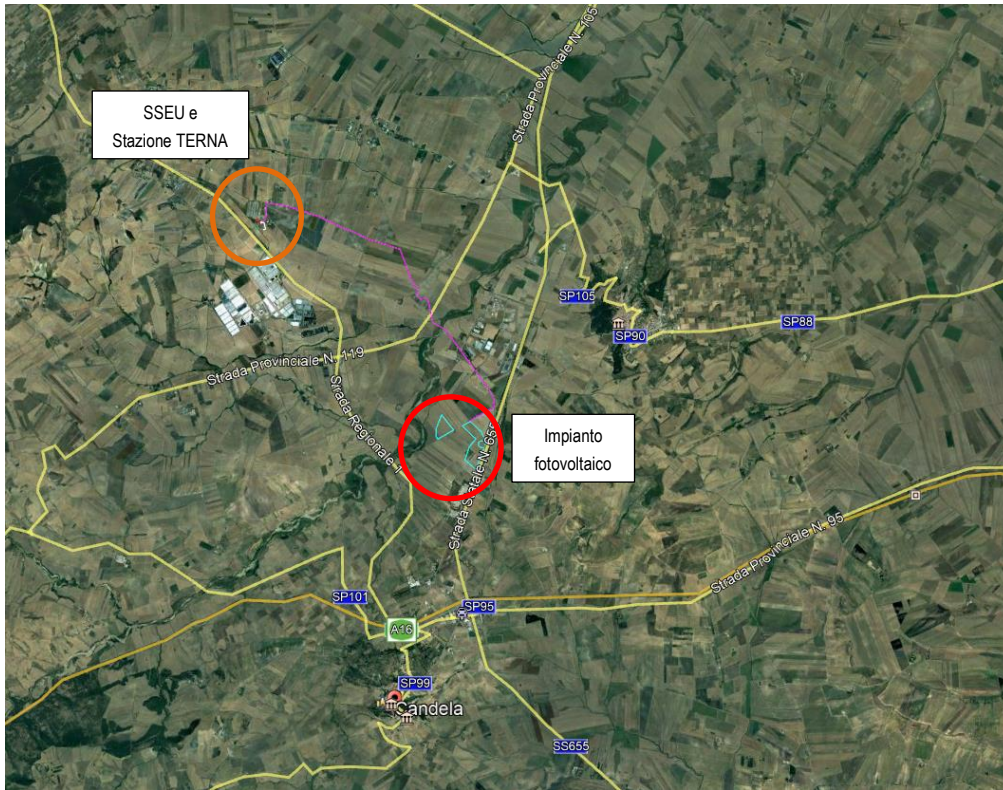 Strada Provinciale N. 105
SSEU e
Stazione TERNA
SP105
SP90
SP88
Strada Provinciale N. 119
Strada Regionale 1
Impianto
fotovoltaico
Strada Statale N. 655
Strada Provinciale N. 95
SP101
SP95
A16
SP99
Candela
SS655